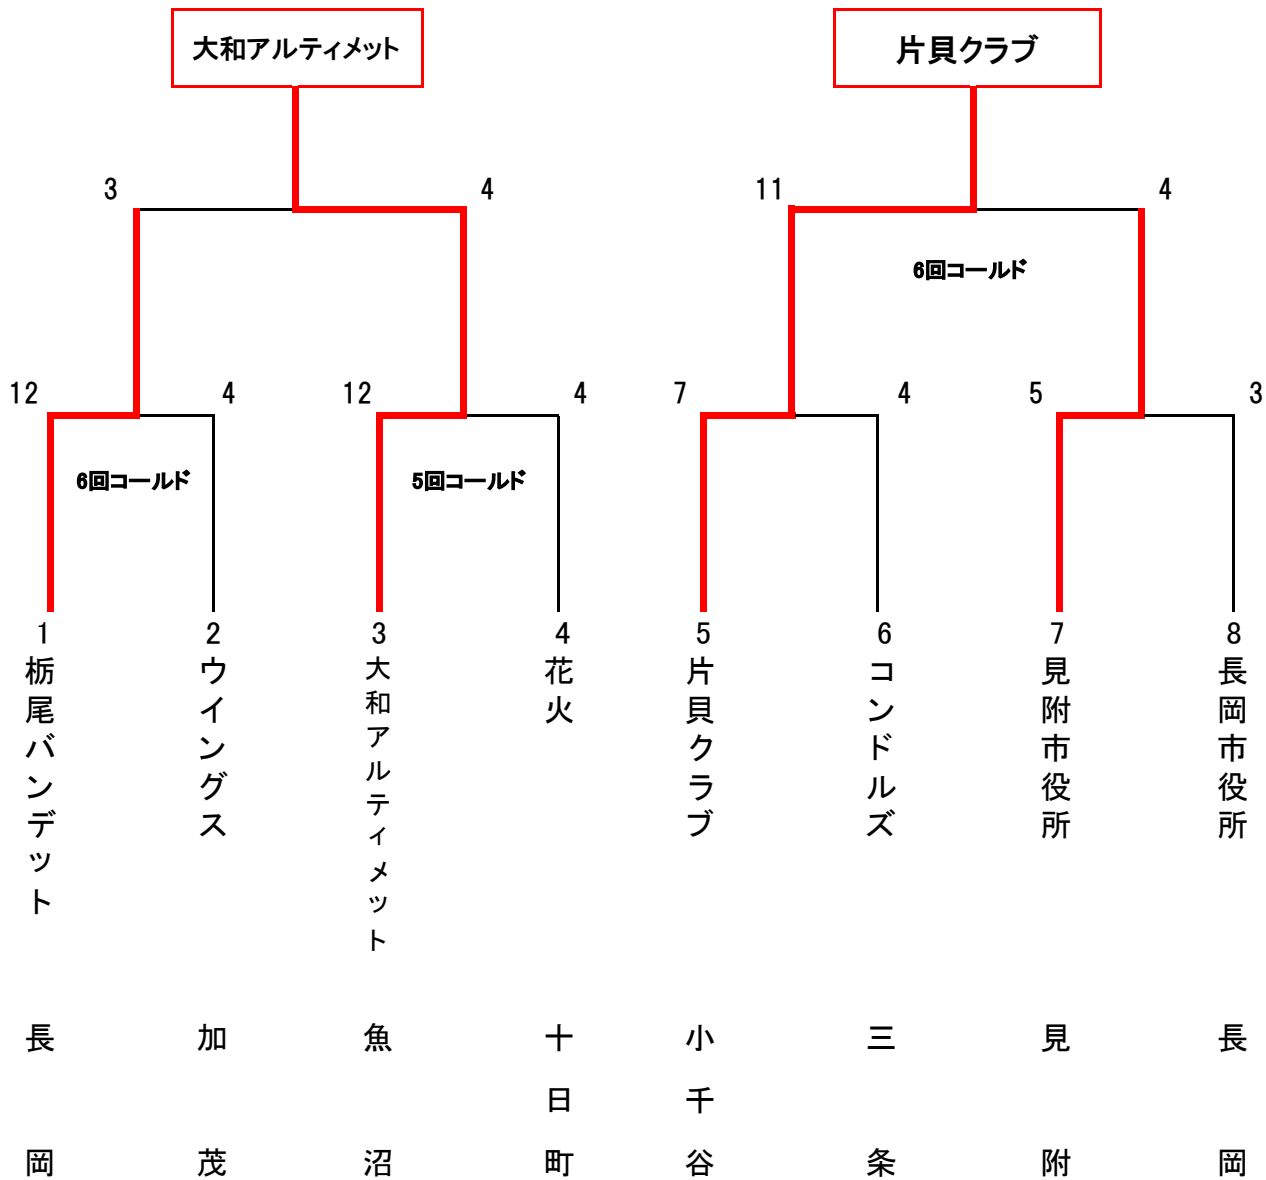 大和アルティメット
片貝クラブ
3
4
11
4
6回コールド
12
4
12
4
7
4
5
3
6回コールド
5回コールド
1
2
3
4
5
6
7
8
栃尾バンデット
ウイングス
大和アルティメット
花火
片貝クラブ
コンドルズ
見附市役所
長岡市役所
長岡
加茂
魚沼
十日町
小千谷
三条
見附
長岡